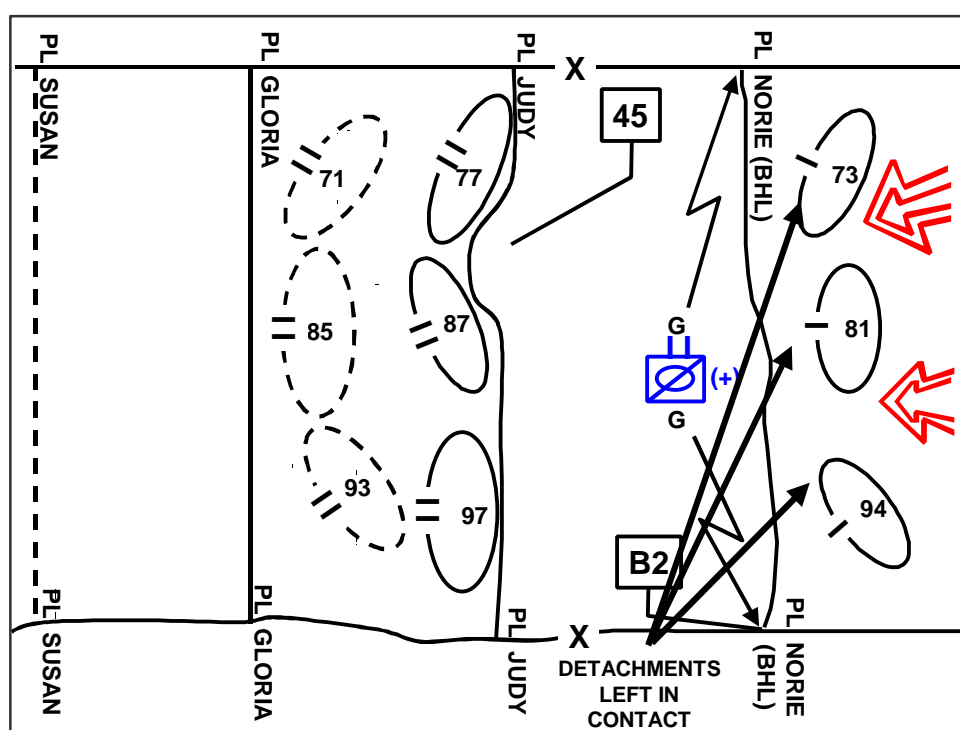 PL SUSAN
PL GLORIA
PL JUDY
X
PL NORIE (BHL)
45
71
77
73
85
87
81
G
(+)
G
93
97
94
B2
X
DETACHMENTS
LEFT IN
CONTACT
PL SUSAN
PL GLORIA
PL JUDY
PL NORIE
(BHL)